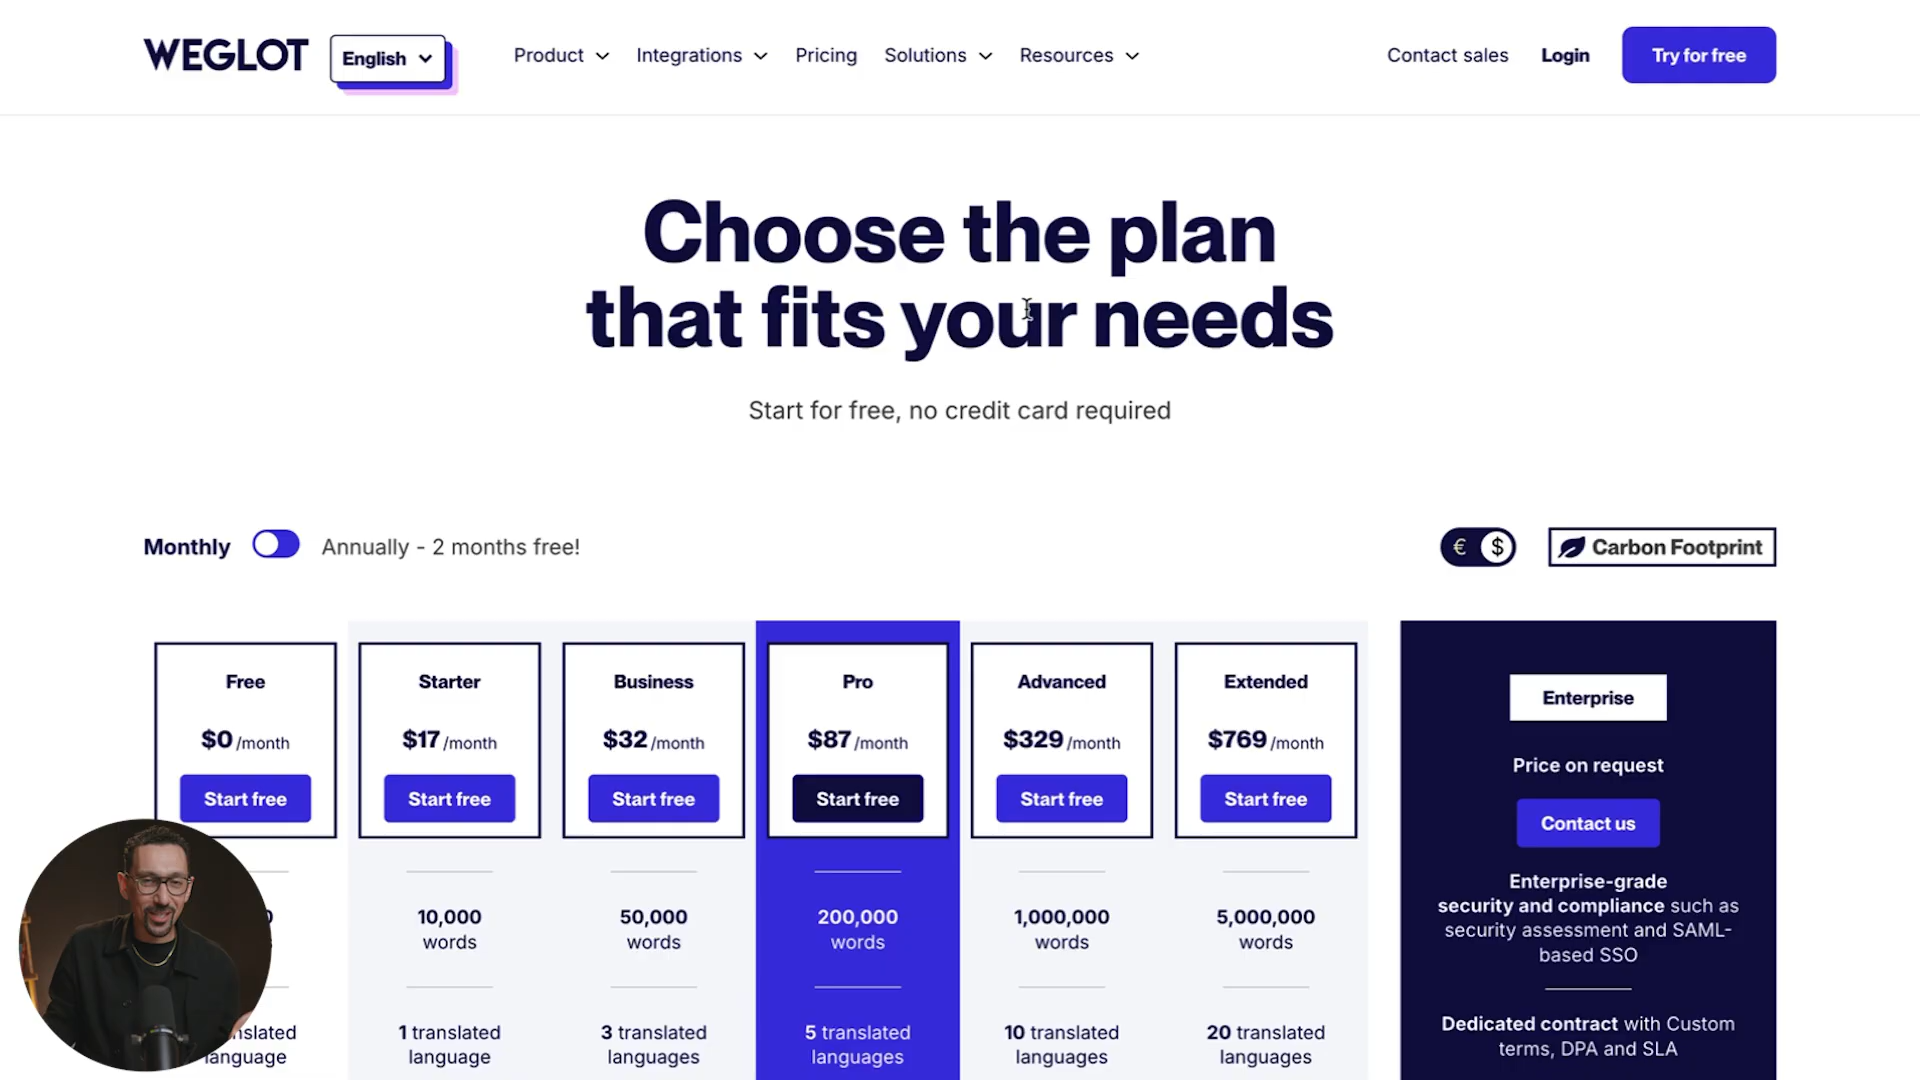 WEGLOT
English
Product
Integrations
Pricing
Solutions
Resources
Contact sales
Login
Try for free
Choose the plan
that fits your needs
Start for free, no credit card required
Monthly
Annually - 2 months free!
€ $
Carbon Footprint
Free
$0 /month
Start free
language
Starter
$17 /month
Start free
10,000
words
1 translated
language
Business
$32 /month
Start free
50,000
words
3 translated
languages
Pro
$87 /month
Start free
200,000
words
5 translated
languages
Advanced
$329 /month
Start free
1,000,000
words
10 translated
languages
Extended
$769 /month
Start free
5,000,000
words
20 translated
languages
Enterprise
Price on request
Contact us
Enterprise-grade
security and compliance such as
security assessment and SAML-
based SSO
Dedicated contract with Custom
terms, DPA and SLA